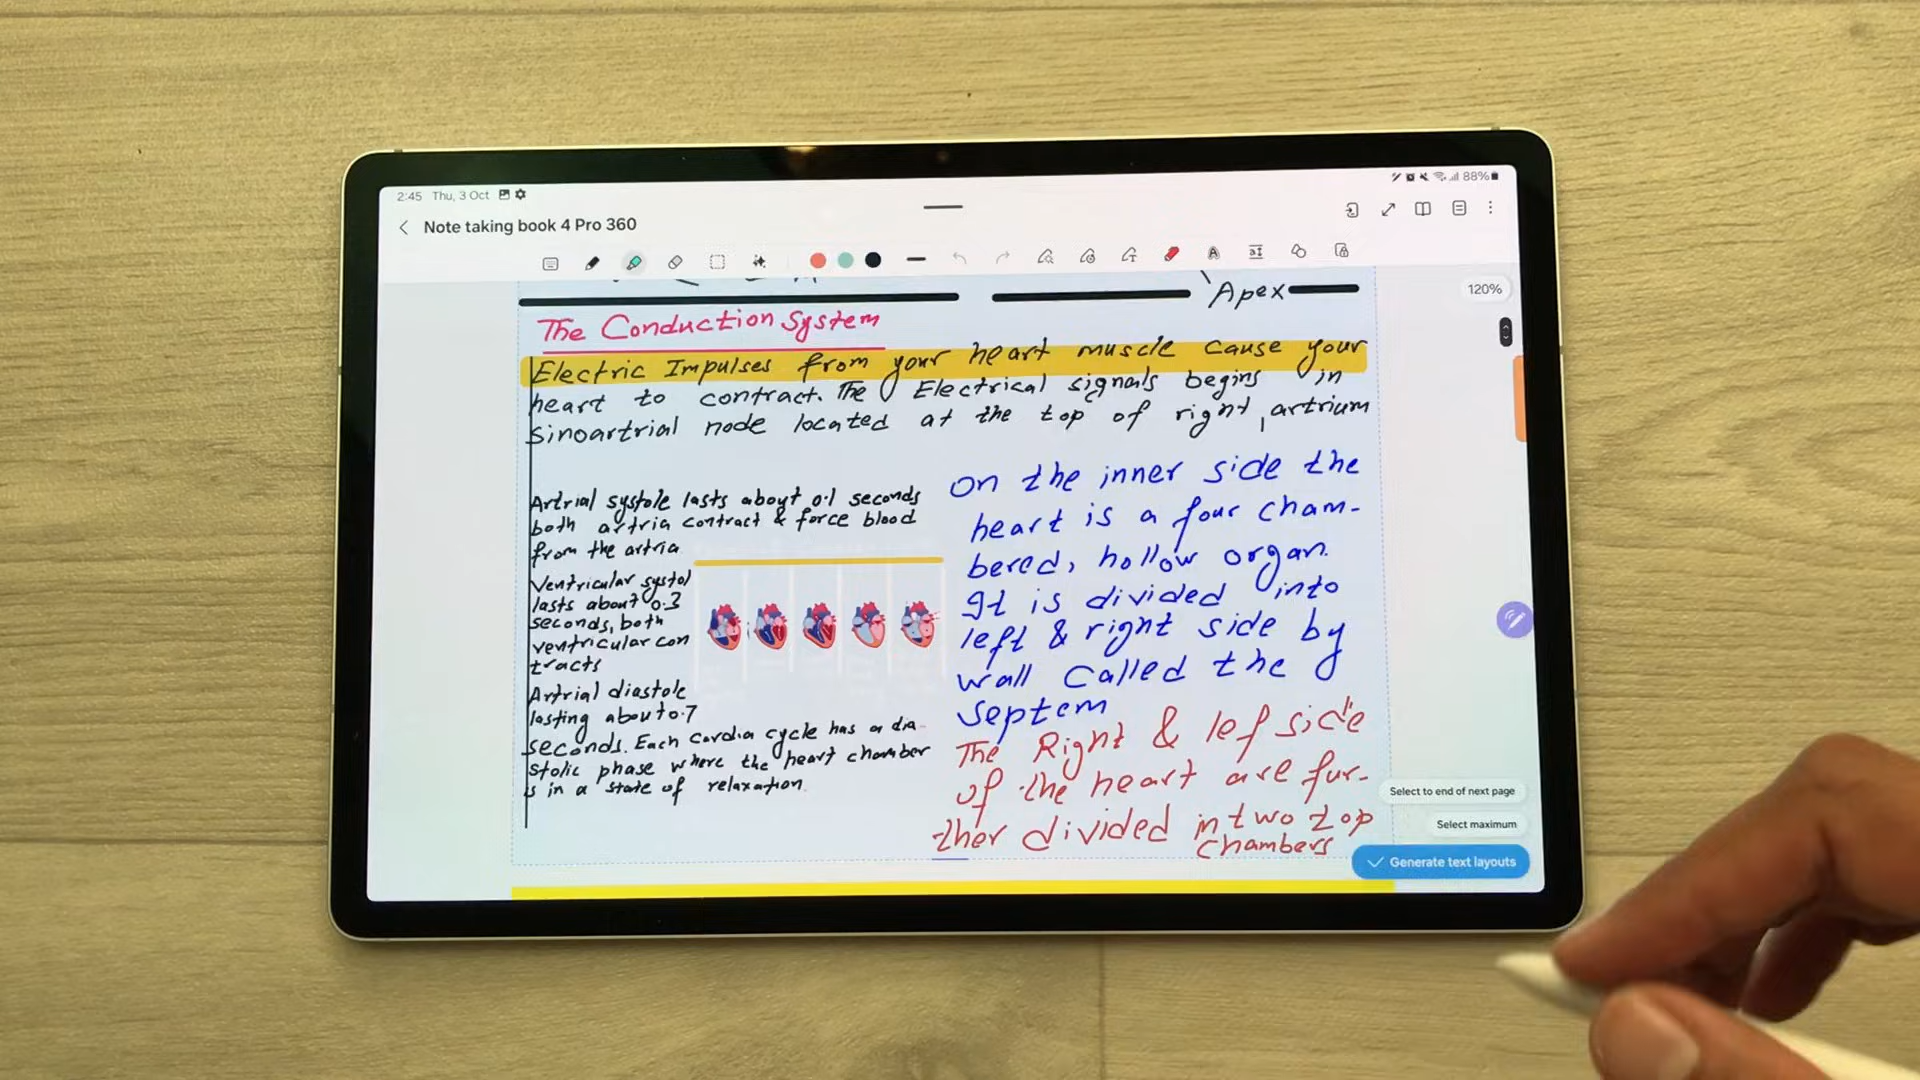 2:45 Thu, 3 Oct
88%
Note taking book 4 Pro 360
120%
Apex
The Conduction System
Electric Impulses from your heart muscle cause your
heart to contract. The Electrical signals begins in
sinoartrial node located at the top of right artrium
Artrial systole lasts about 0.1 seconds
both artria contract & force blood
from the artria
Ventricular systol
lasts about 0.3
seconds, both
ventricular con
tracts
Artrial diastole
lasting about 0.7
seconds. Each cardia cycle has a dia-
stolic phase where the heart chamber
is in a state of relaxation.
On the inner side the
heart is a four cham-
bered, hollow organ.
It is divided into
left & right side by
wall called the
septem
The Right & lef side
of the heart are fur-
ther divided in two top
chambers
Select to end of next page
Select maximum
Generate text layouts